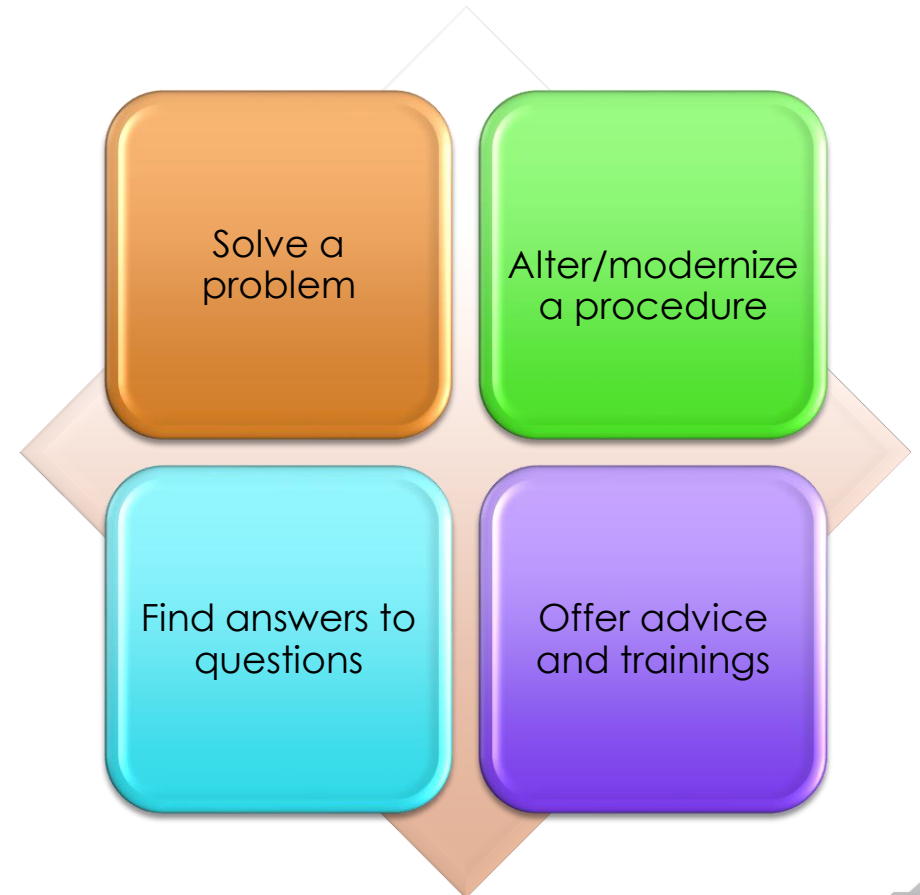 Solve a
problem
Alter/modernize
a procedure
Find answers to
questions
Offer advice
and trainings